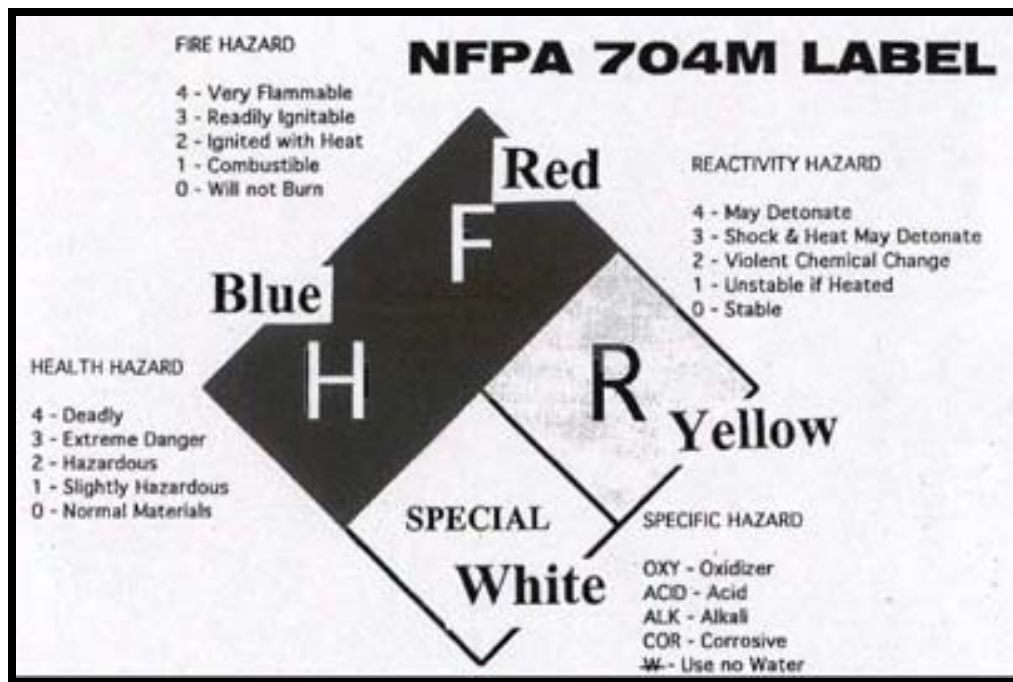 NFPA 704M LABEL
FIRE HAZARD
4 - Very Flammable
3 - Readily Ignitable
2 - Ignited with Heat
1 - Combustible
0 - Will not Burn
Red
F
REACTIVITY HAZARD
4 - May Detonate
3 - Shock & Heat May Detonate
2 - Violent Chemical Change
1 - Unstable if Heated
0 - Stable
Blue
H
HEALTH HAZARD
4 - Deadly
3 - Extreme Danger
2 - Hazardous
1 - Slightly Hazardous
0 - Normal Materials
R
Yellow
SPECIAL
White
SPECIFIC HAZARD
OXY - Oxidizer
ACID - Acid
ALK - Alkali
COR - Corrosive
W - Use no Water